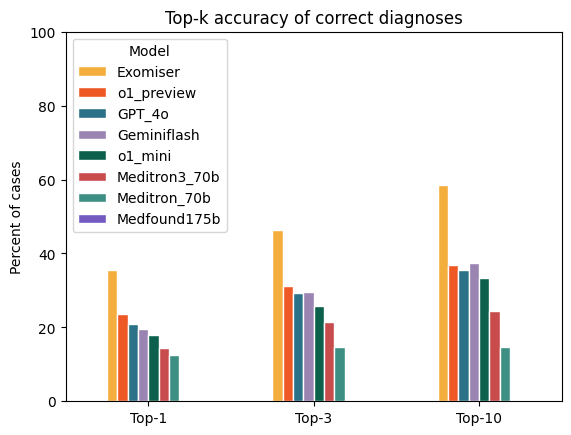 Top-k accuracy of correct diagnoses
Percent of cases
100
80
60
40
20
0
Model
Exomiser
o1_preview
GPT_4o
Geminiflash
o1_mini
Meditron3_70b
Meditron_70b
Medfound175b
Top-1
Top-3
Top-10